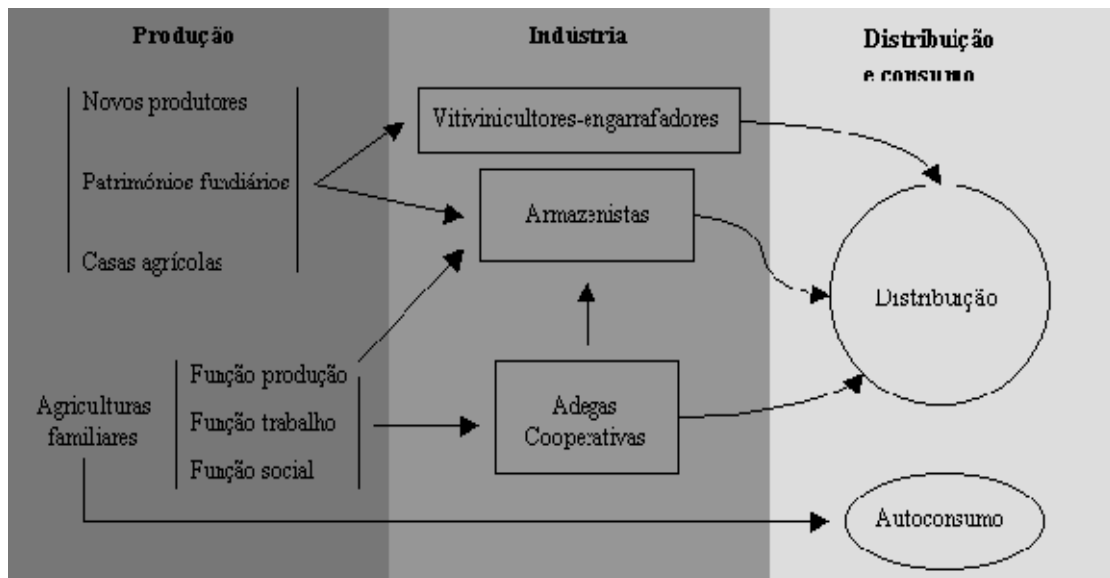 Produção
Indústria
Distribuição
e consumo
Novos produtores
Patrimónios fundiários
Casas agrícolas
Vitivinicultores-engarrafadores
Armazenistas
Distribuição
Função produção
Agriculturas
familiares
Função trabalho
Função social
Adegas
Cooperativas
Autoconsumo